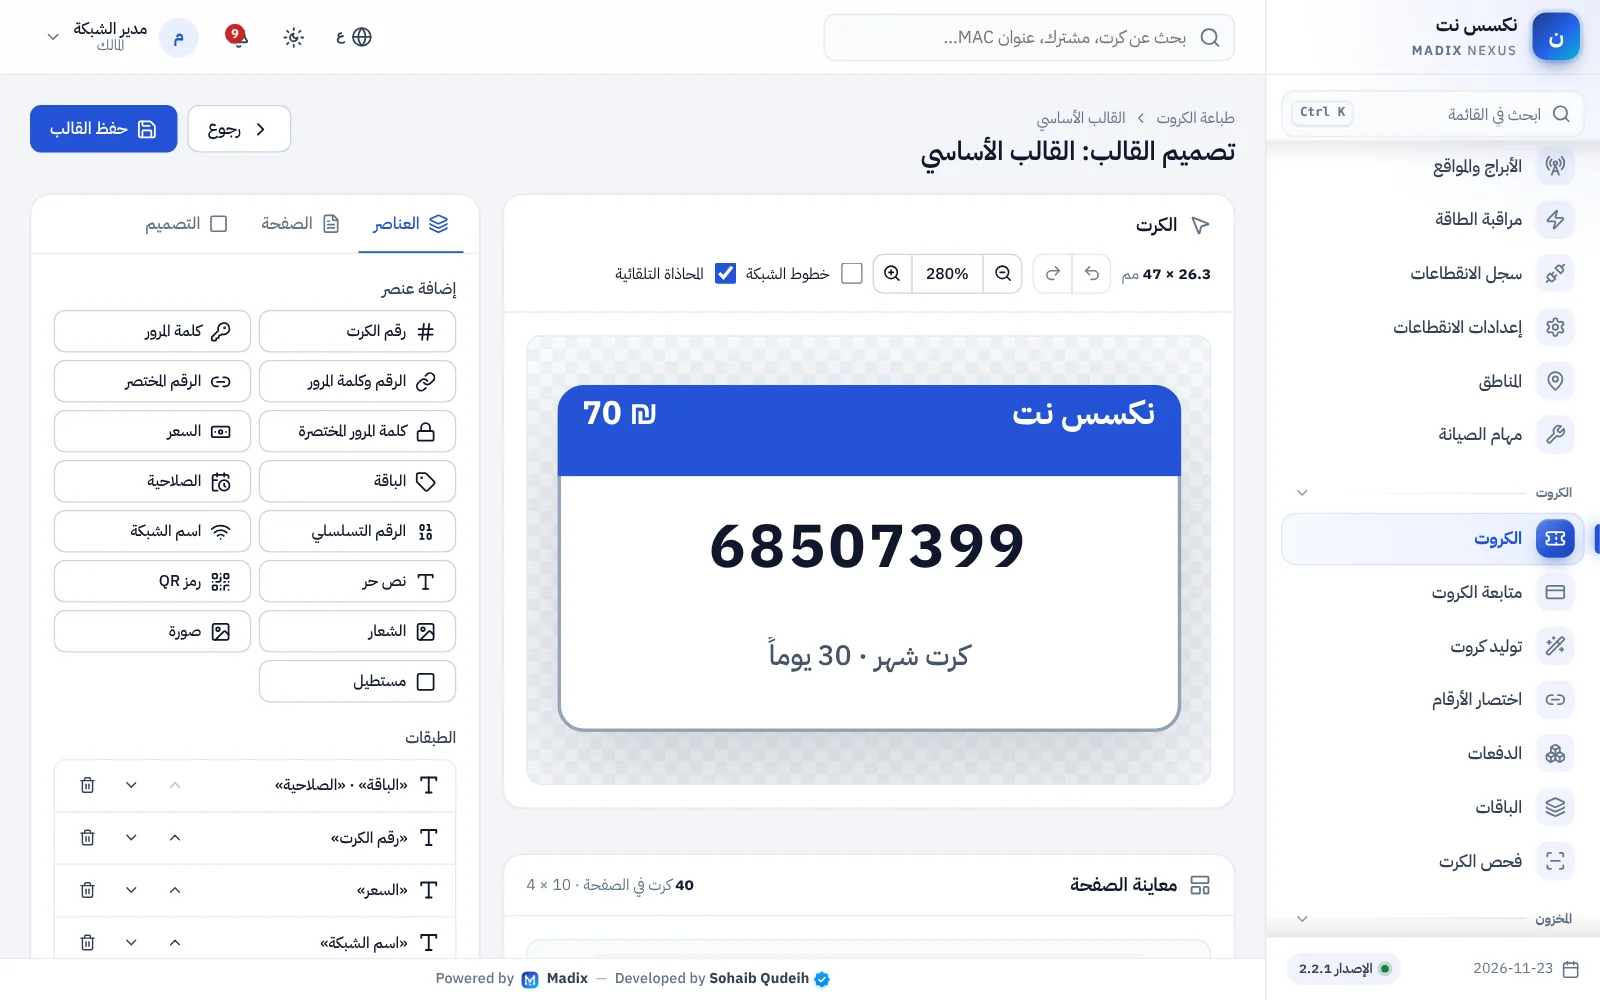 نكسس نت
MADIX NEXUS
بحث عن كرت، مشترك، عنوان MAC...
ع
9
م
مدير الشبكة
المالك
ابحث في القائمة
Ctrl K
الأبراج والمواقع
مراقبة الطاقة
سجل الانقطاعات
إعدادات الانقطاعات
المناطق
مهام الصيانة
الكروت
الكروت
متابعة الكروت
توليد كروت
اختصار الأرقام
الدفعات
الباقات
فحص الكرت
المخزون
2026-11-23
الإصدار 2.2.1
طباعة الكروت
القالب الأساسي
تصميم القالب: القالب الأساسي
رجوع
حفظ القالب
الكرت
47 × 26.3 مم
280%
خطوط الشبكة
المحاذاة التلقائية
نكسس نت
70 ₪
68507399
كرت شهر · 30 يوماً
معاينة الصفحة
40 كرت في الصفحة · 10 × 4
العناصر
الصفحة
التصميم
إضافة عنصر
رقم الكرت
كلمة المرور
الرقم وكلمة المرور
الرقم المختصر
كلمة المرور المختصرة
السعر
الباقة
الصلاحية
الرقم التسلسلي
اسم الشبكة
نص حر
رمز QR
الشعار
صورة
مستطيل
الطبقات
«الباقة» · «الصلاحية»
«رقم الكرت»
«السعر»
«اسم الشبكة»
Powered by Madix — Developed by Sohaib Qudeih